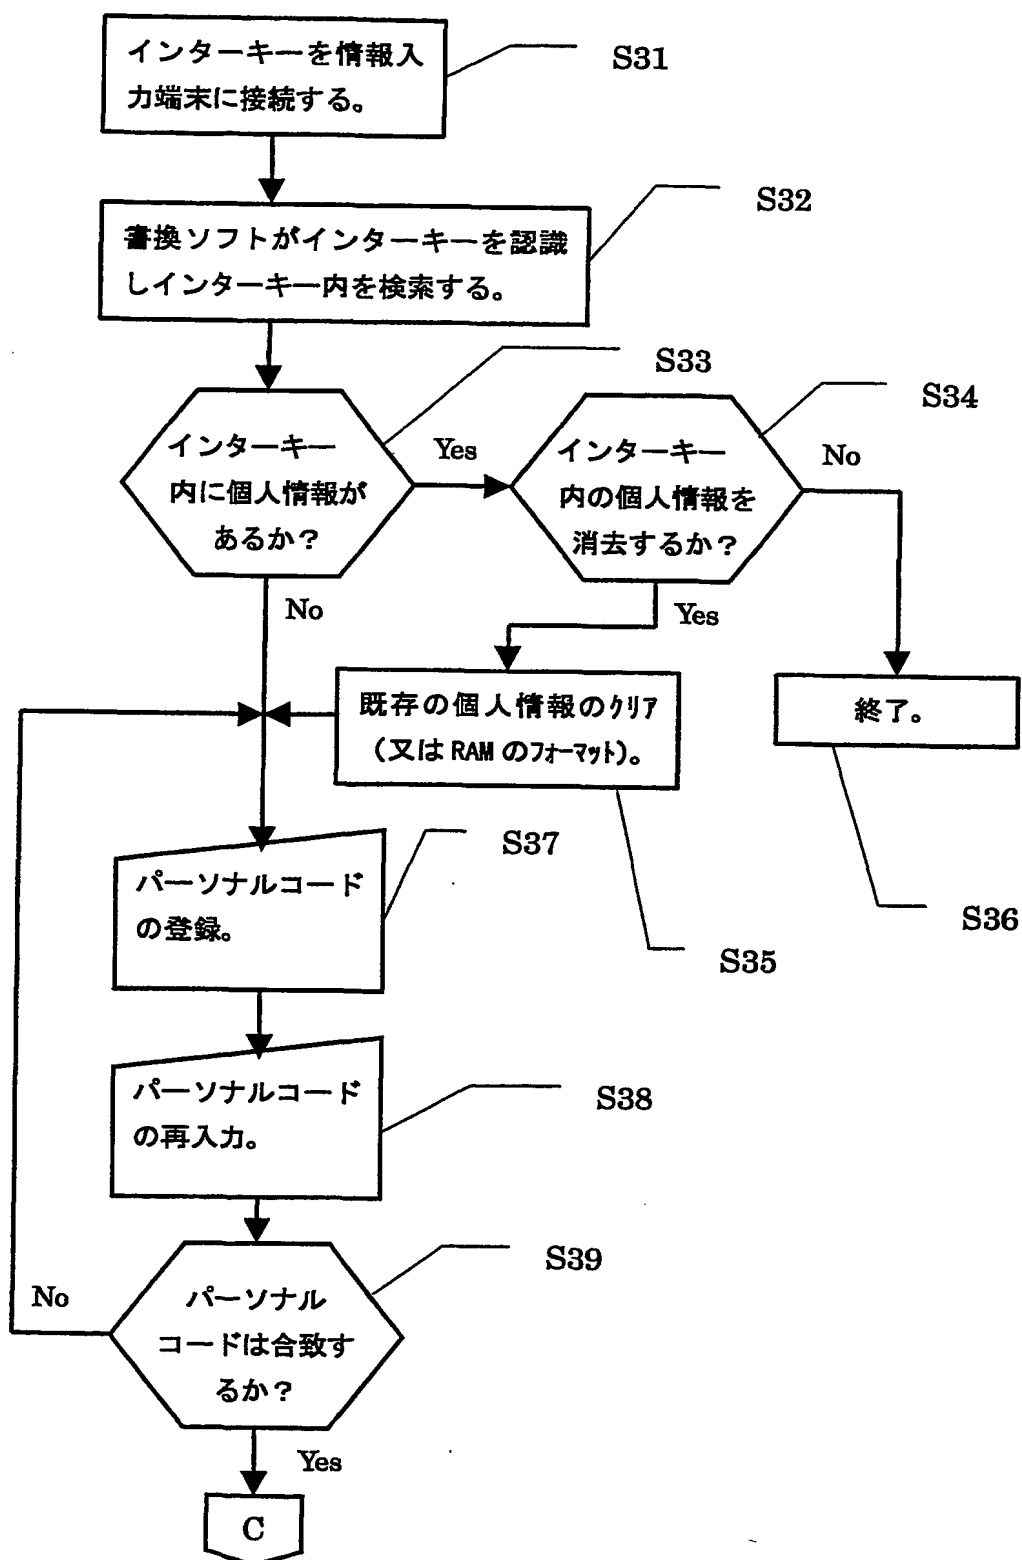 インターキーを情報入
力端末に接続する。
S31
書換ソフトがインターキーを認識
しインターキー内を検索する。
S32
インターキー
内に個人情報が
あるか?
S33
Yes
No
インターキー
内の個人情報を
消去するか?
S34
No
Yes
既存の個人情報のクリア
(又は RAM のフォーマット)。
S35
終了。
S36
パーソナルコード
の登録。
S37
パーソナルコード
の再入力。
S38
パーソナル
コードは合致す
るか?
S39
No
Yes
C